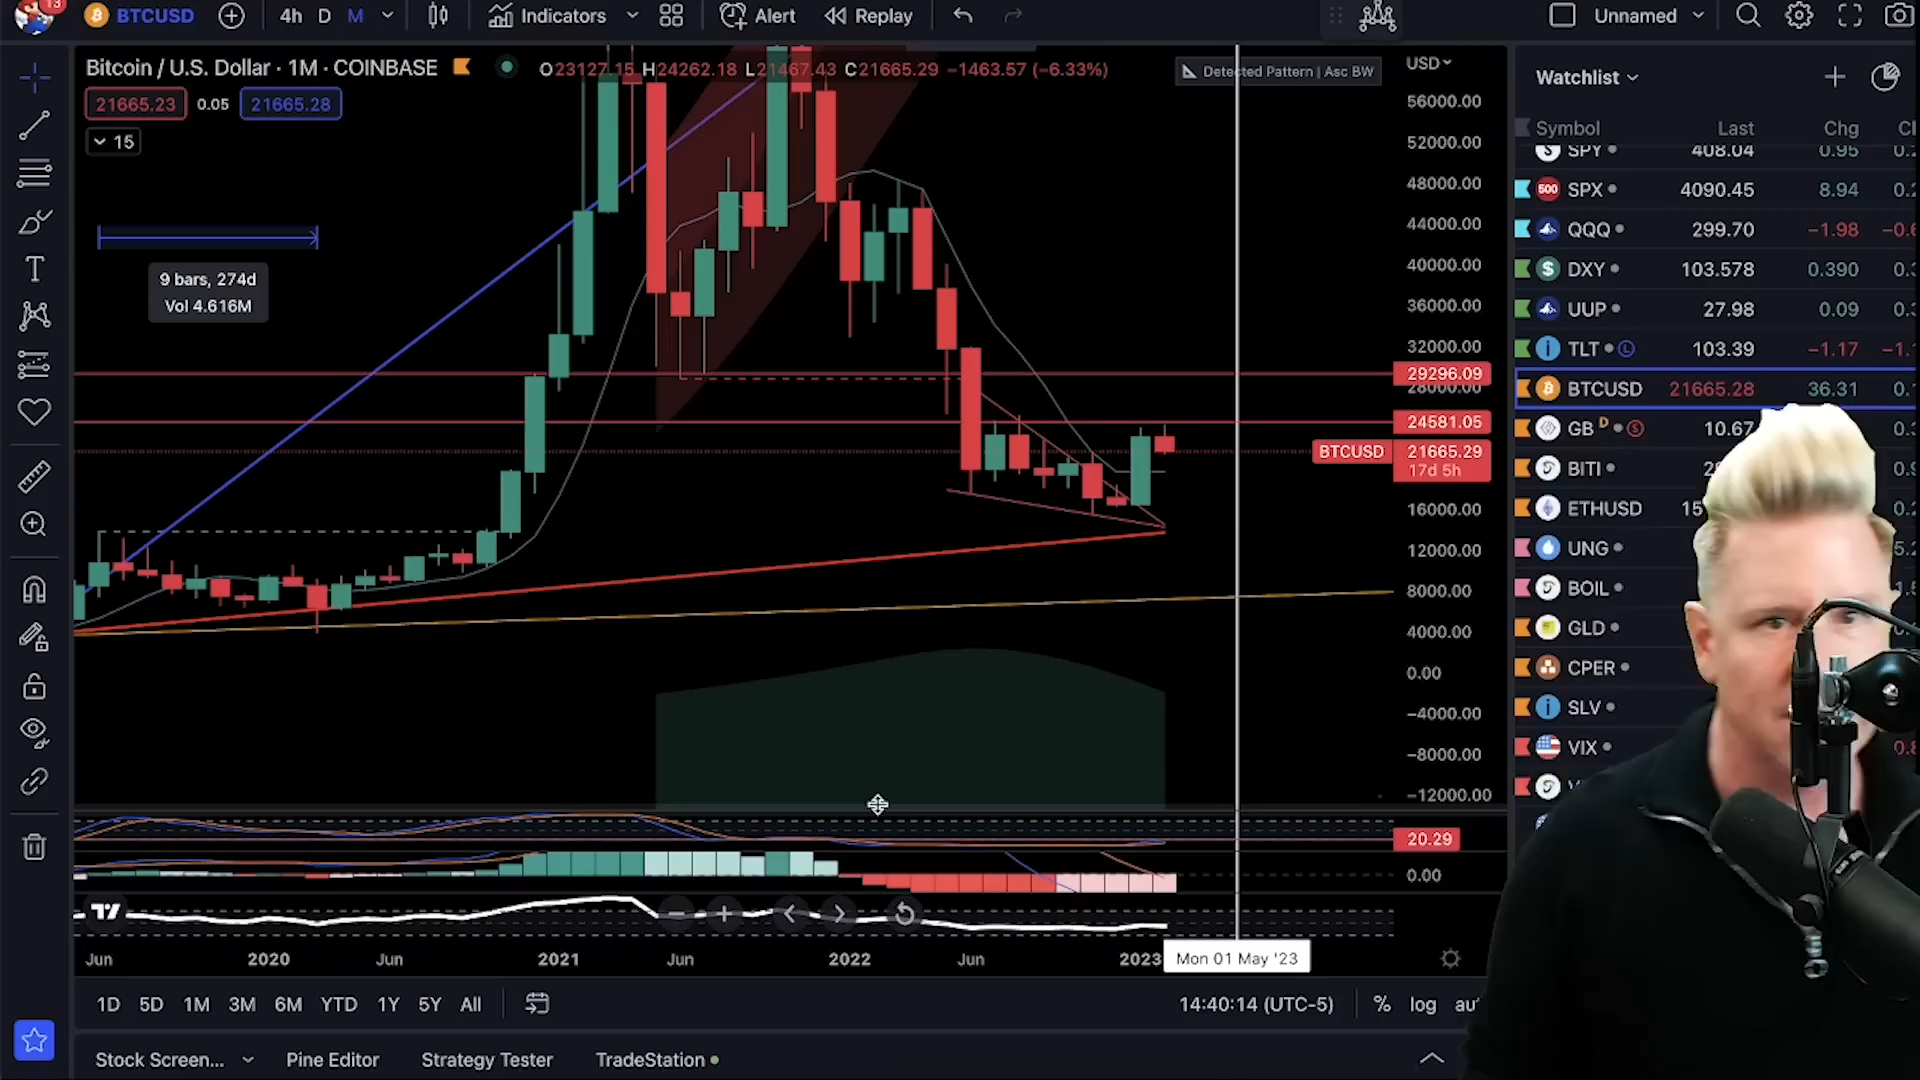 13
BTCUSD
4h D M
Indicators
Alert
Replay
Unnamed
Bitcoin / U.S. Dollar · 1M · COINBASE
O23127.15 H24262.18 L21467.43 C21665.29 −1463.57 (−6.33%)
21665.23 0.05 21665.28
15
Detected Pattern | Asc BW
9 bars, 274d
Vol 4.616M
USD
56000.00
52000.00
48000.00
44000.00
40000.00
36000.00
32000.00
29296.09
28000.00
24581.05
BTCUSD 21665.29
17d 5h
16000.00
12000.00
8000.00
4000.00
0.00
−4000.00
−8000.00
−12000.00
20.29
0.00
Jun 2020 Jun 2021 Jun 2022 Jun 2023 Mon 01 May '23
1D 5D 1M 3M 6M YTD 1Y 5Y All
14:40:14 (UTC-5) % log
Stock Screen... Pine Editor Strategy Tester TradeStation
Watchlist
Symbol Last Chg
SPY 408.04 0.95
500 SPX 4090.45 8.94
QQQ 299.70 −1.98
DXY 103.578 0.390
UUP 27.98 0.09
TLT L 103.39 −1.17
BTCUSD 21665.28 36.31
GB D S 10.67
BITI
ETHUSD
UNG
BOIL
GLD
CPER
SLV
VIX